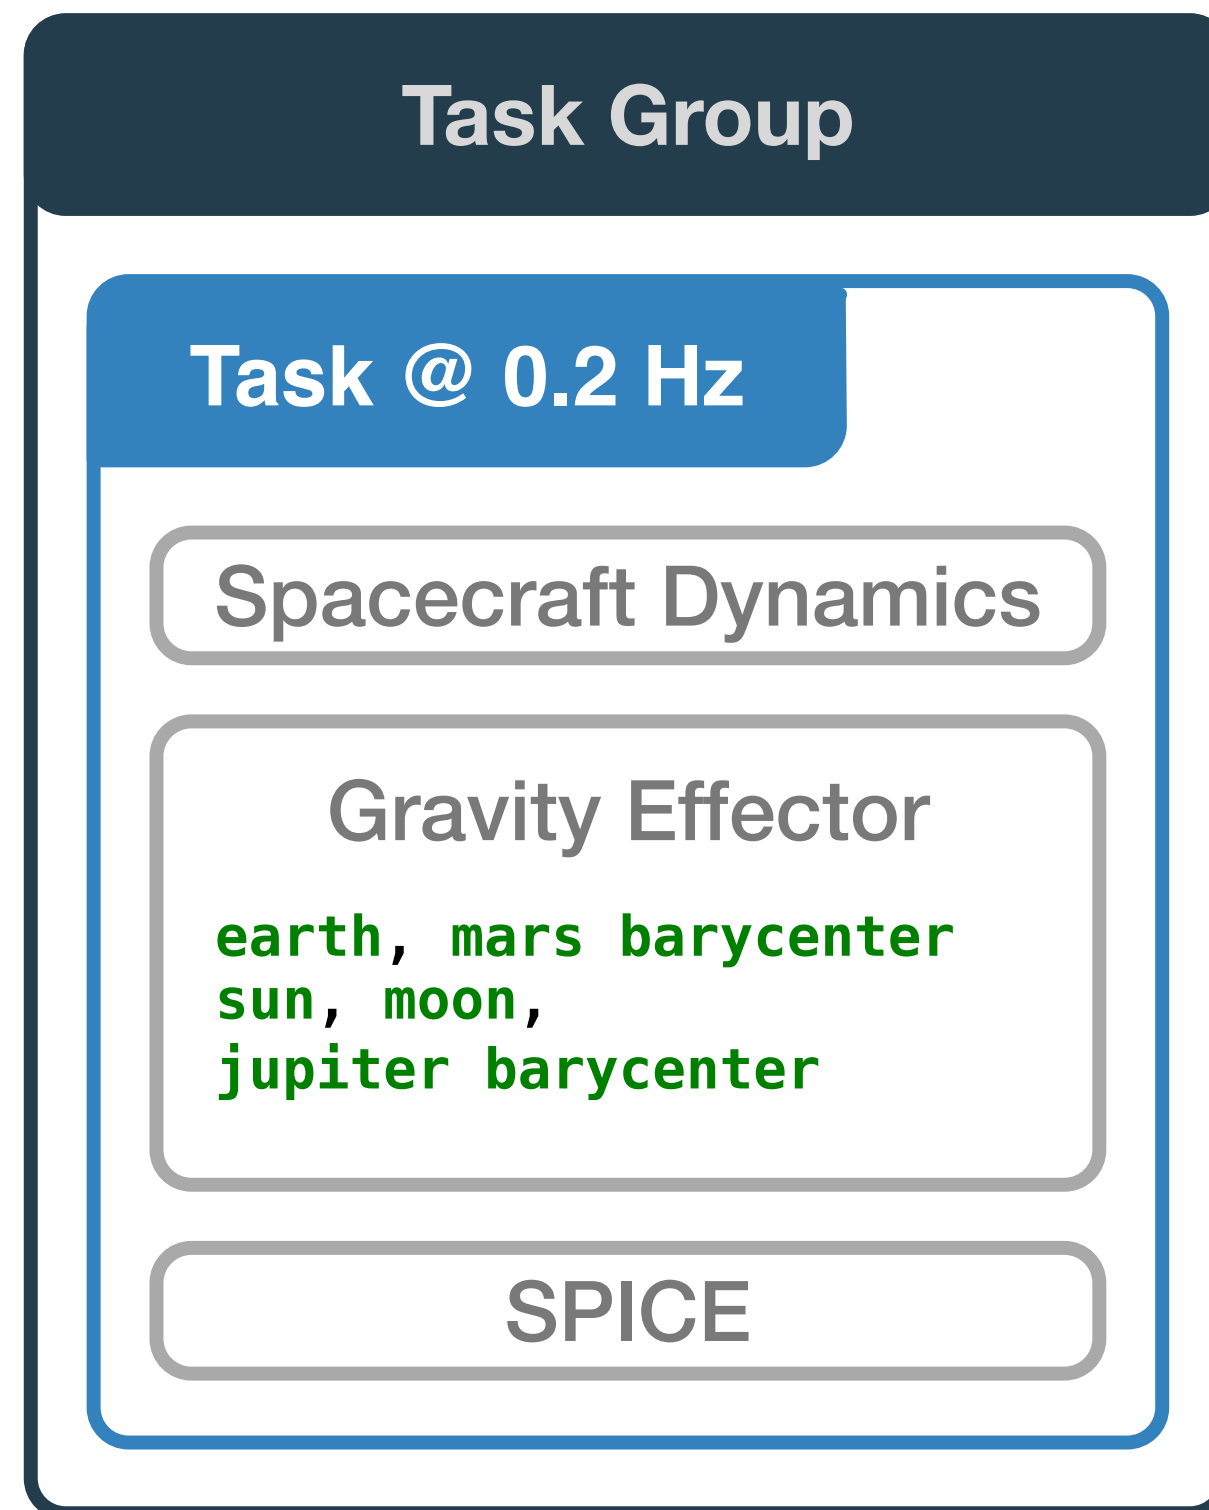 Task Group
Task @ 0.2 Hz
Spacecraft Dynamics
Gravity Effector
earth, mars barycenter
sun, moon,
jupiter barycenter
SPICE